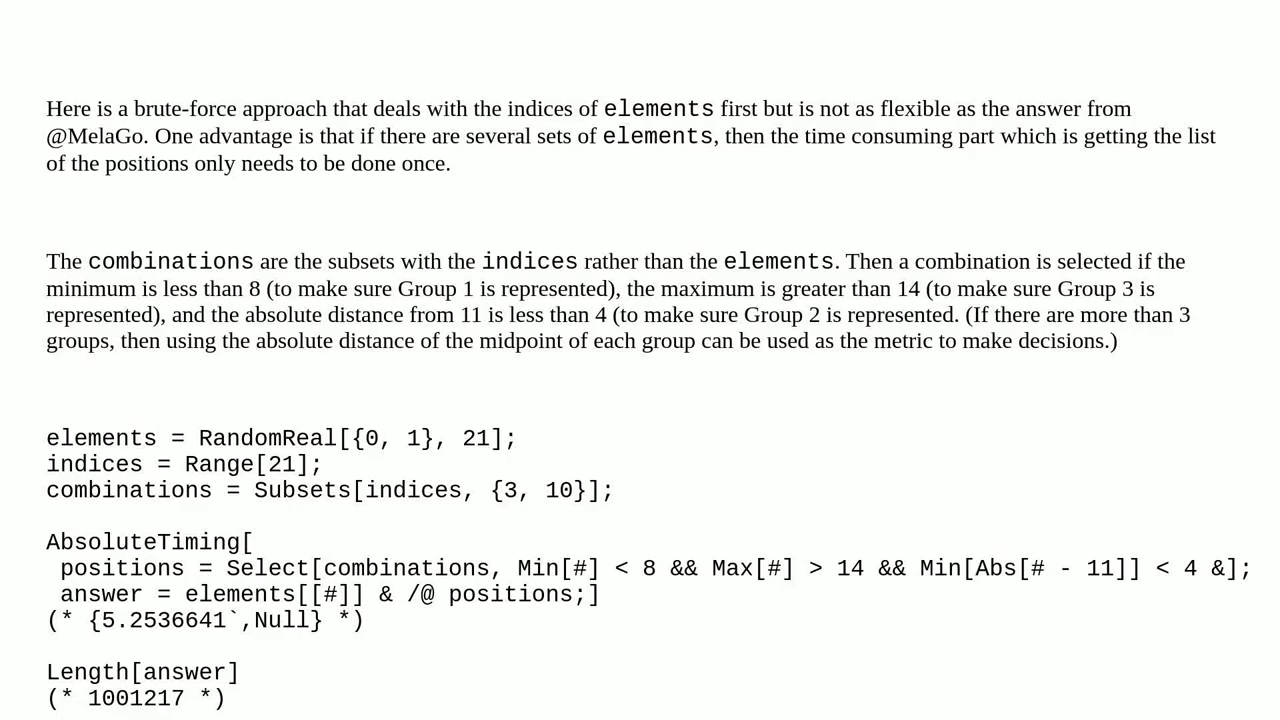 Here is a brute-force approach that deals with the indices of elements first but is not as flexible as the answer from
@MelaGo. One advantage is that if there are several sets of elements, then the time consuming part which is getting the list
of the positions only needs to be done once.
The combinations are the subsets with the indices rather than the elements. Then a combination is selected if the
minimum is less than 8 (to make sure Group 1 is represented), the maximum is greater than 14 (to make sure Group 3 is
represented), and the absolute distance from 11 is less than 4 (to make sure Group 2 is represented. (If there are more than 3
groups, then using the absolute distance of the midpoint of each group can be used as the metric to make decisions.)
elements = RandomReal[{0, 1}, 21];
indices = Range[21];
combinations = Subsets[indices, {3, 10}];
AbsoluteTiming[
positions = Select[combinations, Min[#] < 8 && Max[#] > 14 && Min[Abs[# - 11]] < 4 &];
answer = elements[[#]] & /@ positions;]
(* {5.2536641`,Null} *)
Length[answer]
(* 1001217 *)